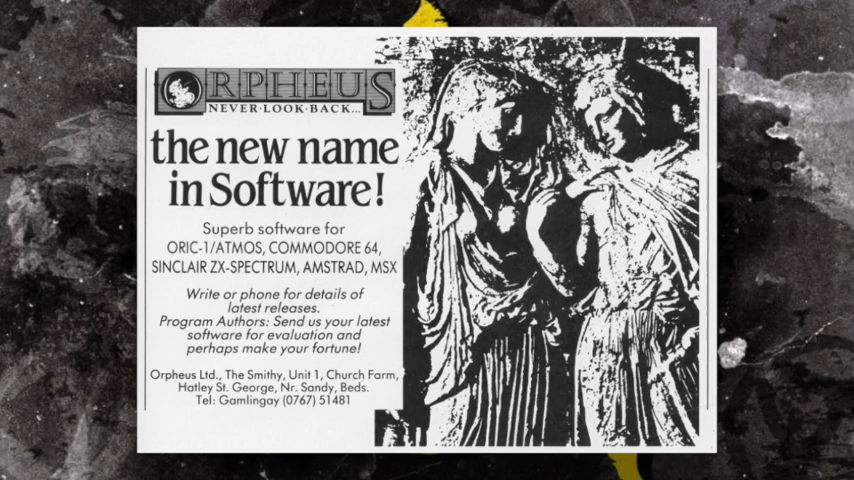 ORPHEUS
NEVER·LOOK·BACK...
the new name
in Software!
Superb software for
ORIC-1/ATMOS, COMMODORE 64,
SINCLAIR ZX-SPECTRUM, AMSTRAD, MSX
Write or phone for details of
latest releases.
Program Authors: Send us your latest
software for evaluation and
perhaps make your fortune!
Orpheus Ltd., The Smithy, Unit 1, Church Farm,
Hatley St. George, Nr. Sandy, Beds.
Tel: Gamlingay (0767) 51481